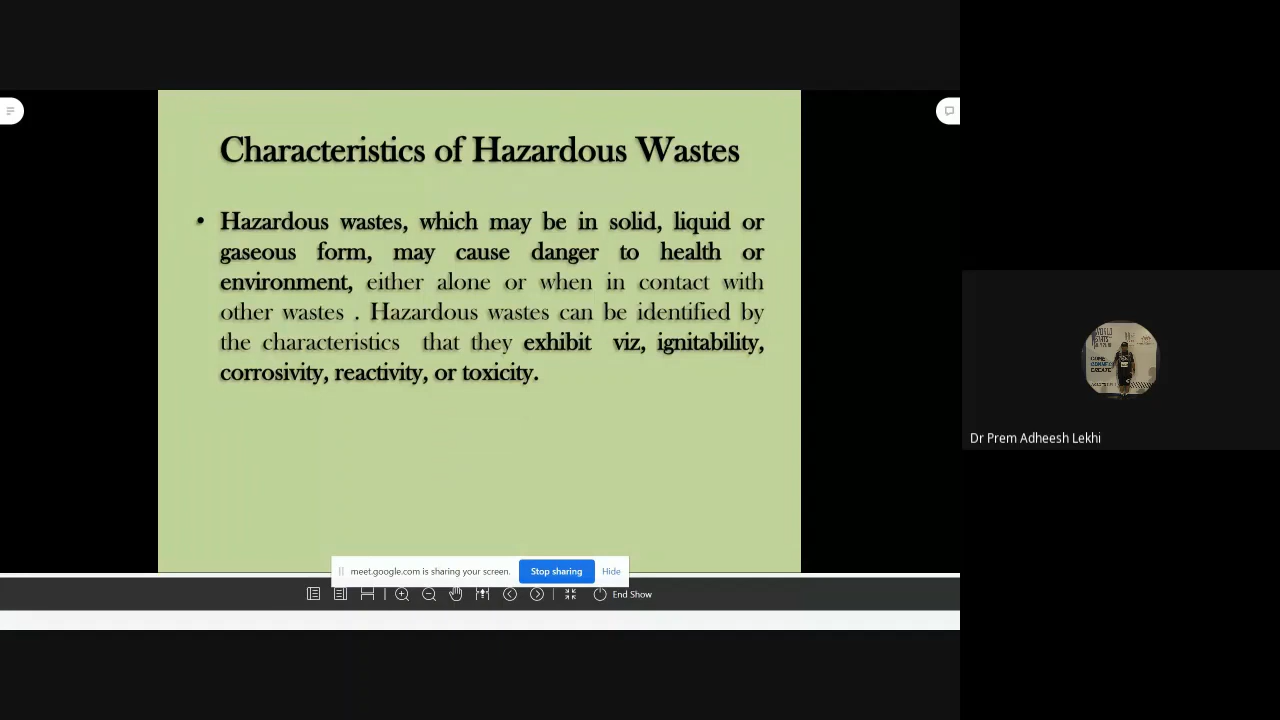 Characteristics of Hazardous Wastes
• Hazardous wastes, which may be in solid, liquid or
gaseous form, may cause danger to health or
environment, either alone or when in contact with
other wastes . Hazardous wastes can be identified by
the characteristics that they exhibit viz, ignitability,
corrosivity, reactivity, or toxicity.
meet.google.com is sharing your screen. Stop sharing Hide
End Show
Dr Prem Adheesh Lekhi